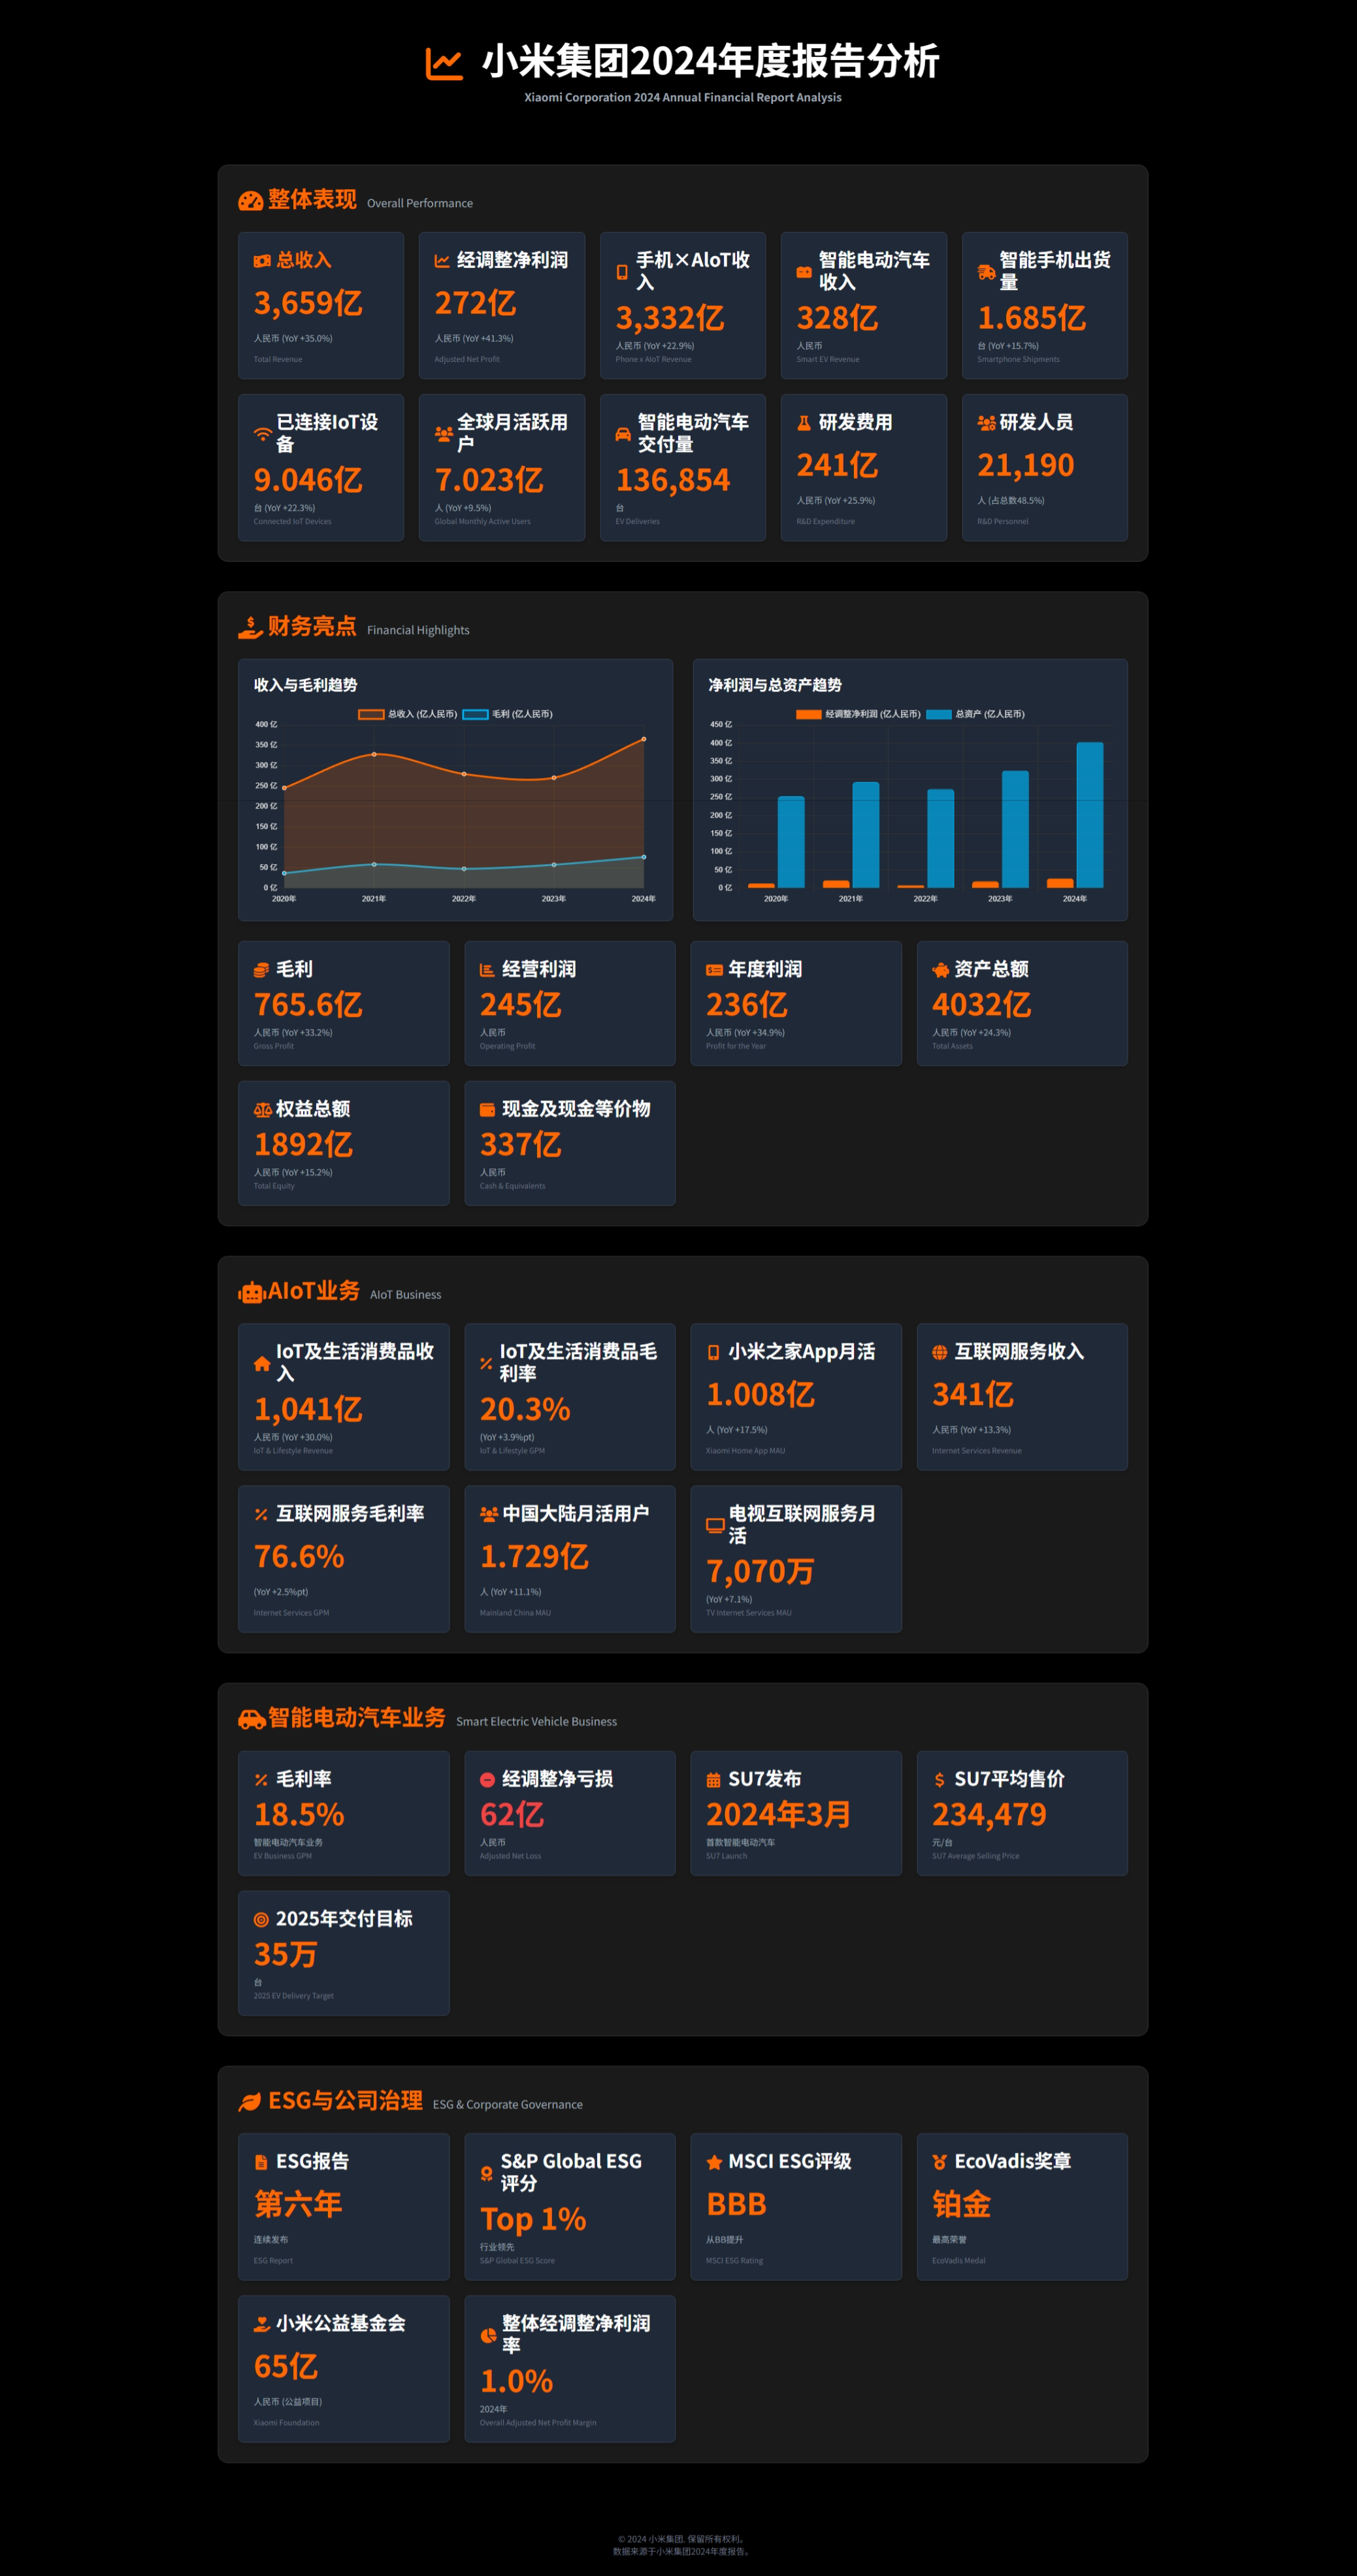 小米集团2024年度报告分析
Xiaomi Corporation 2024 Annual Financial Report Analysis
整体表现 Overall Performance
总收入
3,659亿
人民币 (YoY +35.0%)
Total Revenue
经调整净利润
272亿
人民币 (YoY +41.3%)
Adjusted Net Profit
手机×AIoT收
入
3,332亿
人民币 (YoY +22.9%)
Phone x AIoT Revenue
智能电动汽车
收入
328亿
人民币
Smart EV Revenue
智能手机出货
量
1.685亿
台 (YoY +15.7%)
Smartphone Shipments
已连接IoT设
备
9.046亿
台 (YoY +22.3%)
Connected IoT Devices
全球月活跃用
户
7.023亿
人 (YoY +9.5%)
Global Monthly Active Users
智能电动汽车
交付量
136,854
台
EV Deliveries
研发费用
241亿
人民币 (YoY +25.9%)
R&D Expenditure
研发人员
21,190
人 (占总数48.5%)
R&D Personnel
财务亮点 Financial Highlights
收入与毛利趋势
总收入 (亿人民币) 毛利 (亿人民币)
400 亿
350 亿
300 亿
250 亿
200 亿
150 亿
100 亿
50 亿
0 亿
2020年 2021年 2022年 2023年 2024年
净利润与总资产趋势
经调整净利润 (亿人民币) 总资产 (亿人民币)
450 亿
400 亿
350 亿
300 亿
250 亿
200 亿
150 亿
100 亿
50 亿
0 亿
2020年 2021年 2022年 2023年 2024年
毛利
765.6亿
人民币 (YoY +33.2%)
Gross Profit
经营利润
245亿
人民币
Operating Profit
年度利润
236亿
人民币 (YoY +34.9%)
Profit for the Year
资产总额
4032亿
人民币 (YoY +24.3%)
Total Assets
权益总额
1892亿
人民币 (YoY +15.2%)
Total Equity
现金及现金等价物
337亿
人民币
Cash & Equivalents
AIoT业务 AIoT Business
IoT及生活消费品收
入
1,041亿
人民币 (YoY +30.0%)
IoT & Lifestyle Revenue
IoT及生活消费品毛
利率
20.3%
(YoY +3.9%pt)
IoT & Lifestyle GPM
小米之家App月活
1.008亿
人 (YoY +17.5%)
Xiaomi Home App MAU
互联网服务收入
341亿
人民币 (YoY +13.3%)
Internet Services Revenue
互联网服务毛利率
76.6%
(YoY +2.5%pt)
Internet Services GPM
中国大陆月活用户
1.729亿
人 (YoY +11.1%)
Mainland China MAU
电视互联网服务月
活
7,070万
(YoY +7.1%)
TV Internet Services MAU
智能电动汽车业务 Smart Electric Vehicle Business
毛利率
18.5%
智能电动汽车业务
EV Business GPM
经调整净亏损
62亿
人民币
Adjusted Net Loss
SU7发布
2024年3月
首款智能电动汽车
SU7 Launch
SU7平均售价
234,479
元/台
SU7 Average Selling Price
2025年交付目标
35万
台
2025 EV Delivery Target
ESG与公司治理 ESG & Corporate Governance
ESG报告
第六年
连续发布
ESG Report
S&P Global ESG
评分
Top 1%
行业领先
S&P Global ESG Score
MSCI ESG评级
BBB
从BB提升
MSCI ESG Rating
EcoVadis奖章
铂金
最高荣誉
EcoVadis Medal
小米公益基金会
65亿
人民币 (公益项目)
Xiaomi Foundation
整体经调整净利润
率
1.0%
2024年
Overall Adjusted Net Profit Margin
© 2024 小米集团. 保留所有权利。
数据来源于小米集团2024年度报告。